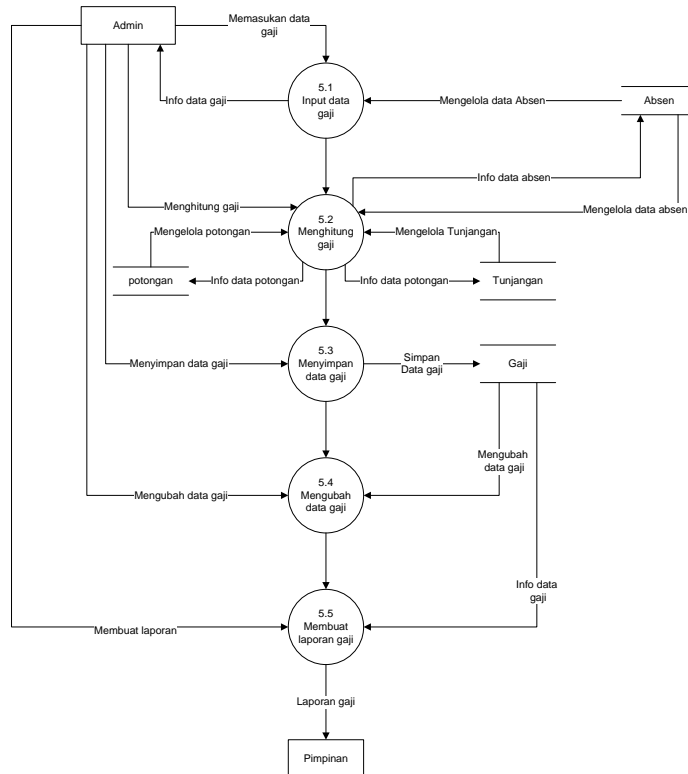 Admin
Memasukan data
gaji
5.1
Input data
gaji
Info data gaji
Mengelola data Absen
Absen
Info data absen
Mengelola data absen
Menghitung gaji
5.2
Menghitung
gaji
Mengelola potongan
Mengelola Tunjangan
potongan
Info data potongan
Info data potongan
Tunjangan
5.3
Menyimpan
data gaji
Menyimpan data gaji
Simpan
Data gaji
Gaji
Mengubah
data gaji
5.4
Mengubah
data gaji
Mengubah data gaji
Info data
gaji
5.5
Membuat
laporan gaji
Membuat laporan
Laporan gaji
Pimpinan